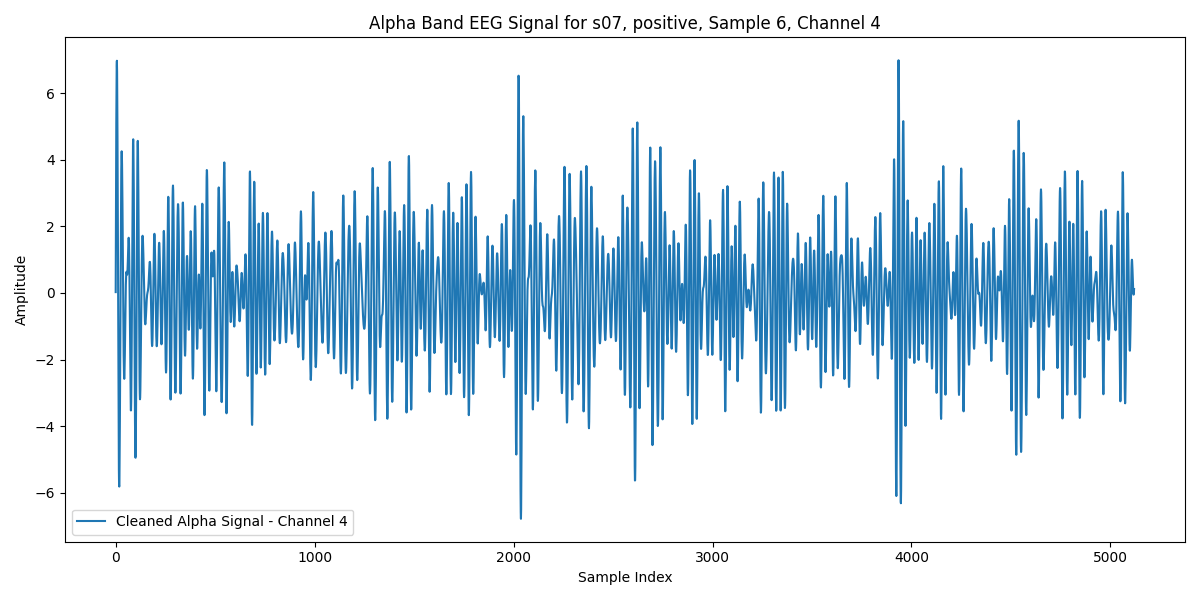 Alpha Band EEG Signal for s07, positive, Sample 6, Channel 4
Amplitude
6
4
2
0
−2
−4
−6
Cleaned Alpha Signal - Channel 4
0 1000 2000 3000 4000 5000
Sample Index